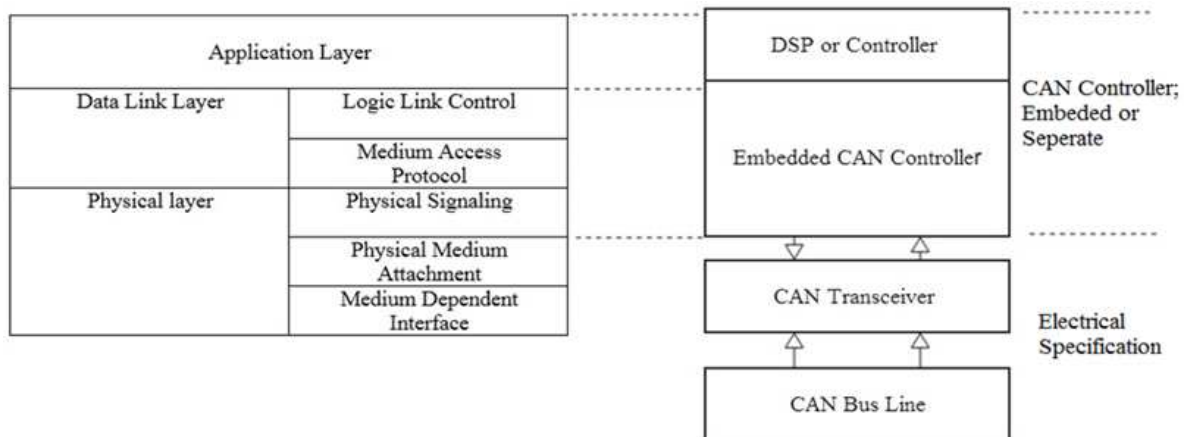 Application Layer
Data Link Layer
Logic Link Control
Medium Access
Protocol
Physical layer
Physical Signaling
Physical Medium
Attachment
Medium Dependent
Interface
DSP or Controller
Embedded CAN Controller
CAN Transceiver
CAN Bus Line
CAN Controller;
Embeded or
Seperate
Electrical
Specification